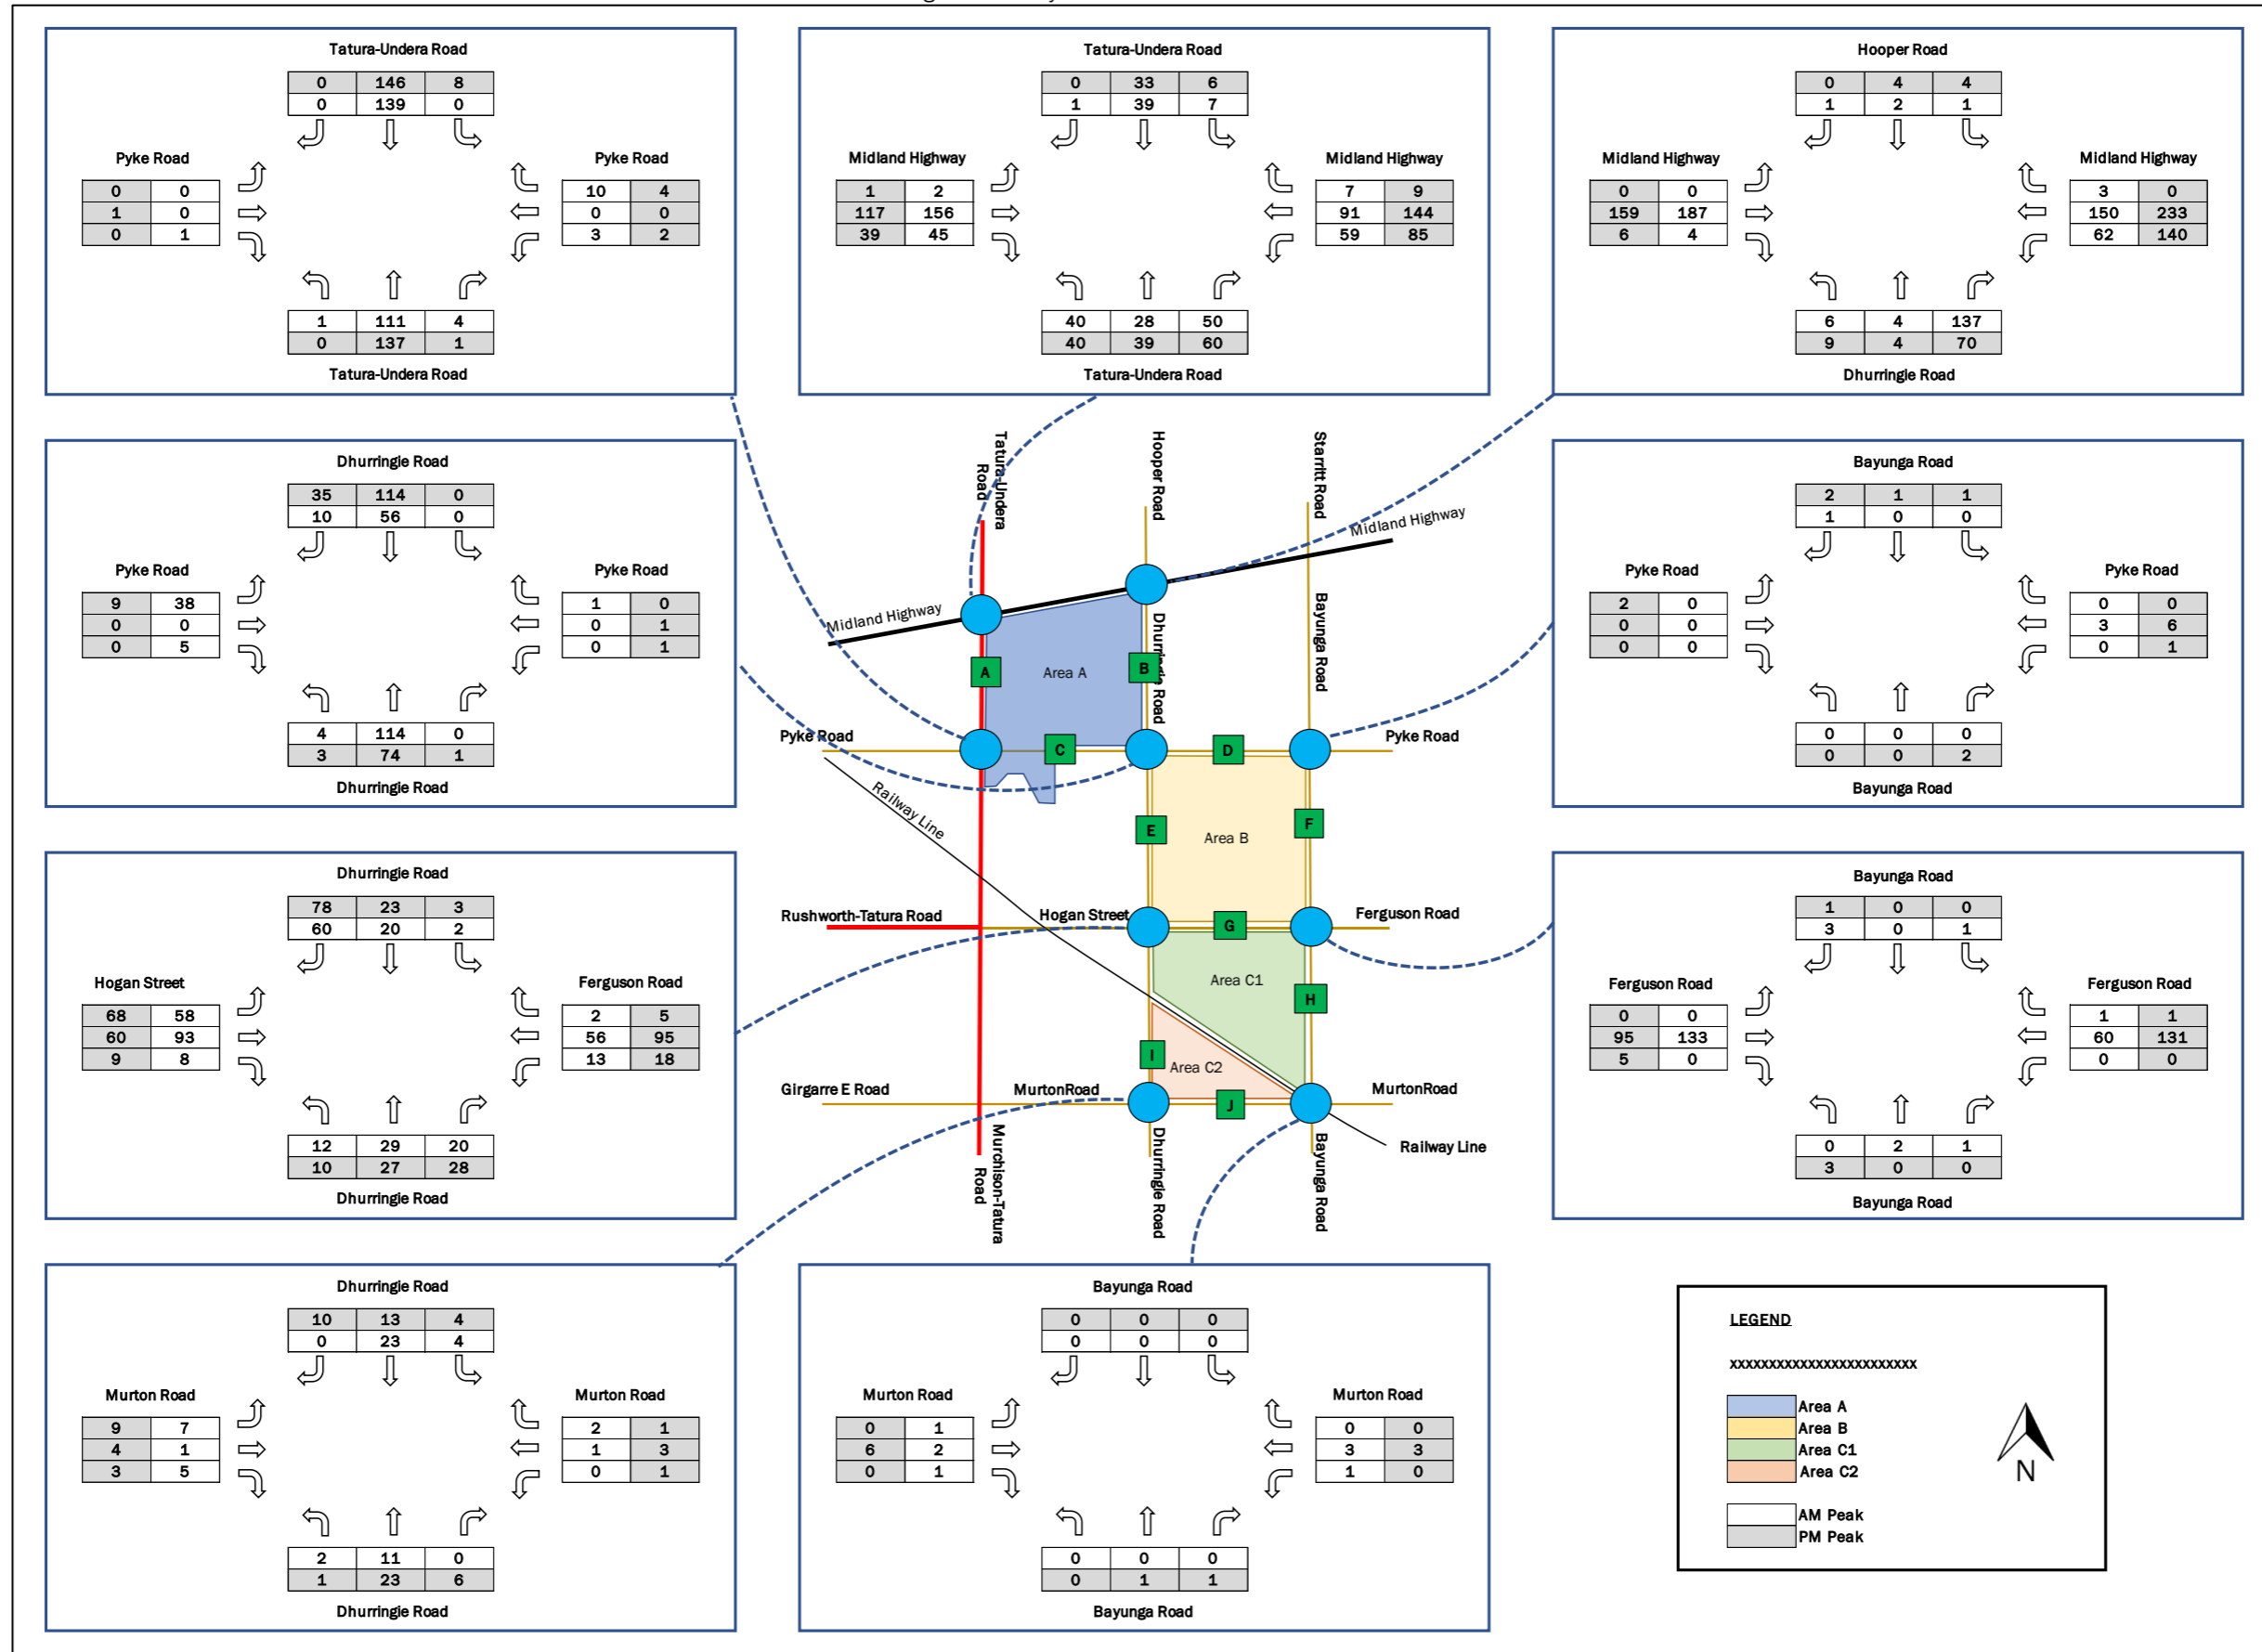 Tatura-Undera Road
0 146 8
0 139 0
Pyke Road
0 0
1 0
0 1
Pyke Road
10 4
0 0
3 2
1 111 4
0 137 1
Tatura-Undera Road
Tatura-Undera Road
0 33 6
1 39 7
Midland Highway
1 2
117 156
39 45
Midland Highway
7 9
91 144
59 85
40 28 50
40 39 60
Tatura-Undera Road
Hooper Road
0 4 4
1 2 1
Midland Highway
0 0
159 187
6 4
Midland Highway
3 0
150 233
62 140
6 4 137
9 4 70
Dhurringle Road
Dhurringle Road
35 114 0
10 56 0
Pyke Road
9 38
0 0
0 5
Pyke Road
1 0
0 1
0 1
4 114 0
3 74 1
Dhurringle Road
Tatura-Undera
Road
Hooper Road
Starritt Road
Midland Highway
Midland Highway
Dhurringle Road
Bayunga Road
A
Area A
B
Pyke Road
C
D
Pyke Road
Railway Line
E
Area B
F
Rushworth-Tatura Road
Hogan Street
G
Ferguson Road
Area C1
H
I
Area C2
Girgarre E Road
MurtonRoad
J
MurtonRoad
Murchison-Tatura
Road
Dhurringle Road
Bayunga Road
Railway Line
Bayunga Road
2 1 1
1 0 0
Pyke Road
2 0
0 0
0 0
Pyke Road
0 0
3 6
0 1
0 0 0
0 0 2
Bayunga Road
Dhurringle Road
78 23 3
60 20 2
Hogan Street
68 58
60 93
9 8
Ferguson Road
2 5
56 95
13 18
12 29 20
10 27 28
Dhurringle Road
Bayunga Road
1 0 0
3 0 1
Ferguson Road
0 0
95 133
5 0
Ferguson Road
1 1
60 131
0 0
0 2 1
3 0 0
Bayunga Road
Dhurringle Road
10 13 4
0 23 4
Murton Road
9 7
4 1
3 5
Murton Road
2 1
1 3
0 1
2 11 0
1 23 6
Dhurringle Road
Bayunga Road
0 0 0
0 0 0
Murton Road
0 1
6 2
0 1
Murton Road
0 0
3 3
1 0
0 0 0
0 1 1
Bayunga Road
LEGEND
xxxxxxxxxxxxxxxxxxxxxxxx
Area A
Area B
Area C1
Area C2
AM Peak
PM Peak
N